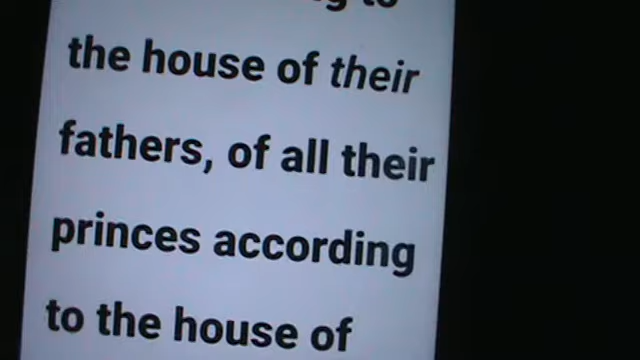 the house of their
fathers, of all their
princes according
to the house of